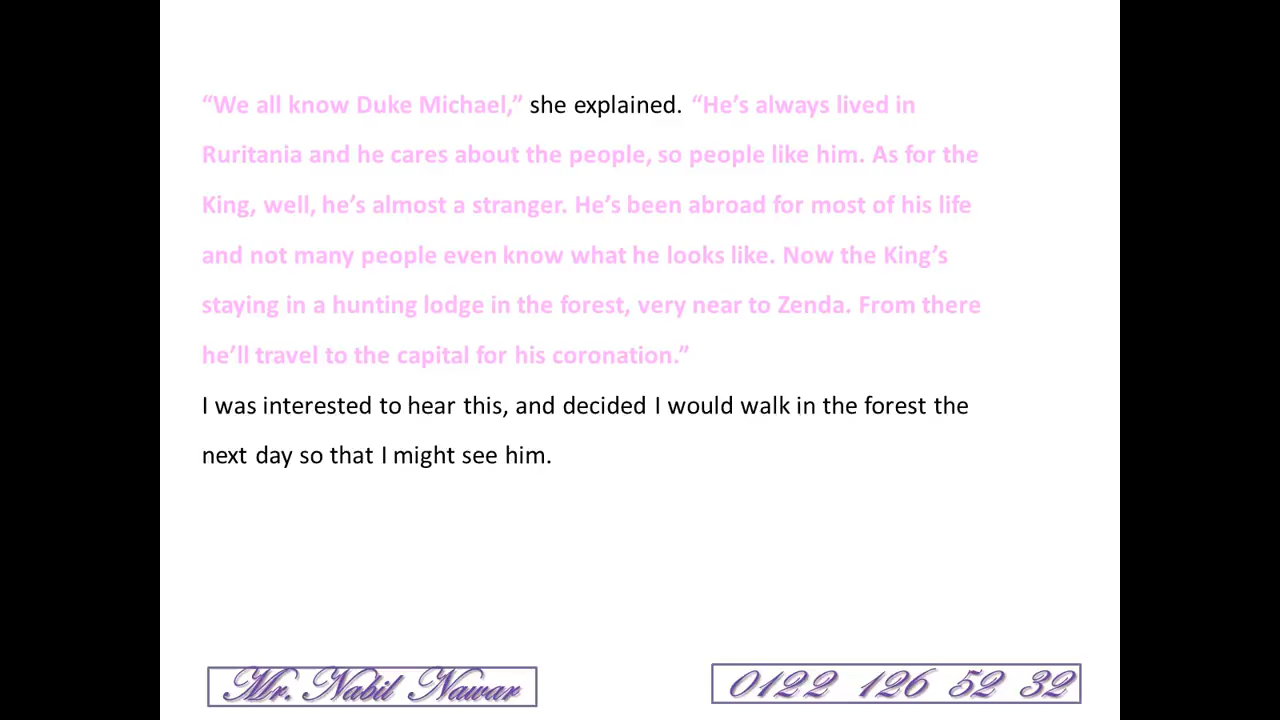 “We all know Duke Michael,” she explained. “He’s always lived in
Ruritania and he cares about the people, so people like him. As for the
King, well, he’s almost a stranger. He’s been abroad for most of his life
and not many people even know what he looks like. Now the King’s
staying in a hunting lodge in the forest, very near to Zenda. From there
he’ll travel to the capital for his coronation.”
I was interested to hear this, and decided I would walk in the forest the
next day so that I might see him.
Mr. Nabil Nawar
0122 126 52 32